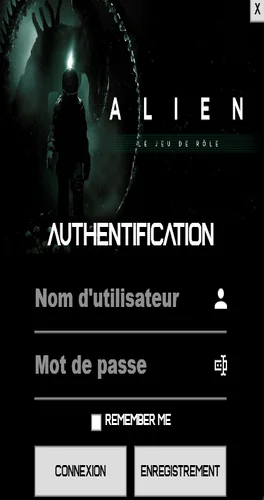 X
ALIEN
LE JEU DE RÔLE
AUTHENTIFICATION
Nom d'utilisateur
Mot de passe
REMEMBER ME
CONNEXION
ENREGISTREMENT